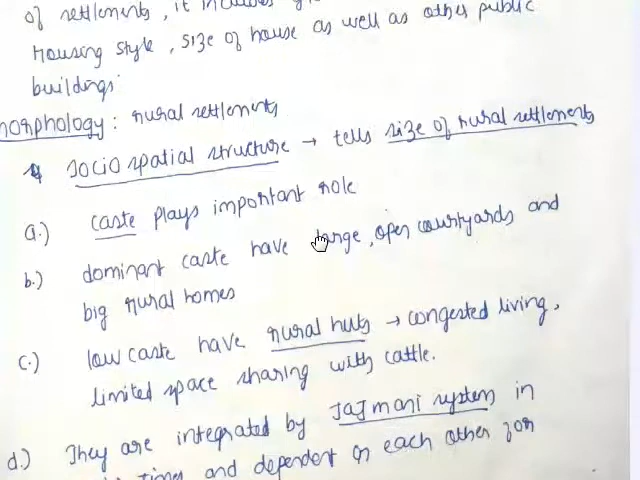 of settlements, it includes
Housing style, size of house as well as other public
buildings
morphology: rural settlements
socio spatial structure → tells size of rural settlements
a.) caste plays important role
b.) dominant caste have large, open courtyards and
big rural homes
c.) low caste have rural huts → congested living,
limited space sharing with cattle.
d.) They are integrated by JaJmani system in
times and dependent on each other for